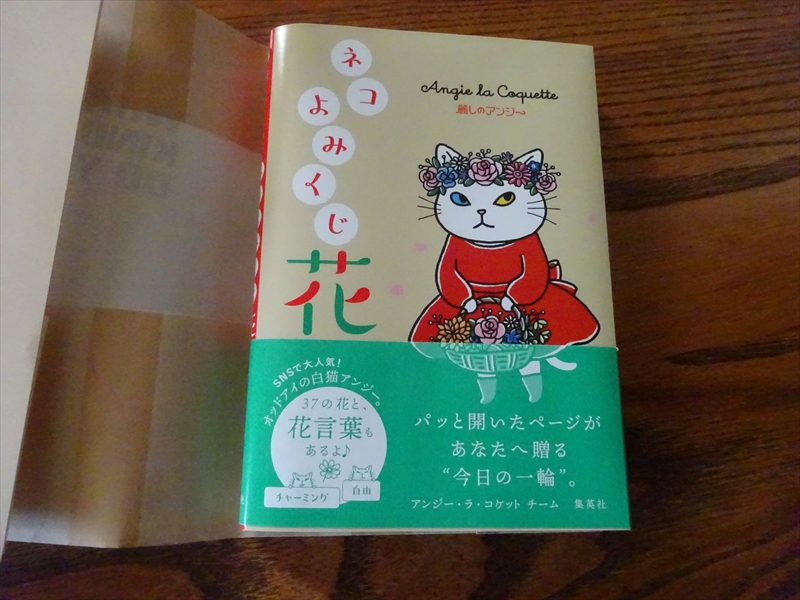 ネコ
よみくじ
花
Angie la Coquette
麗しのアンジー
SNSで大人気！
オッドアイの白猫アンジー。
37の花と、
花言葉も
あるよ♪
チャーミング
自由
パッと開いたページが
あなたへ贈る
“今日の一輪”。
アンジー・ラ・コケット チーム 集英社